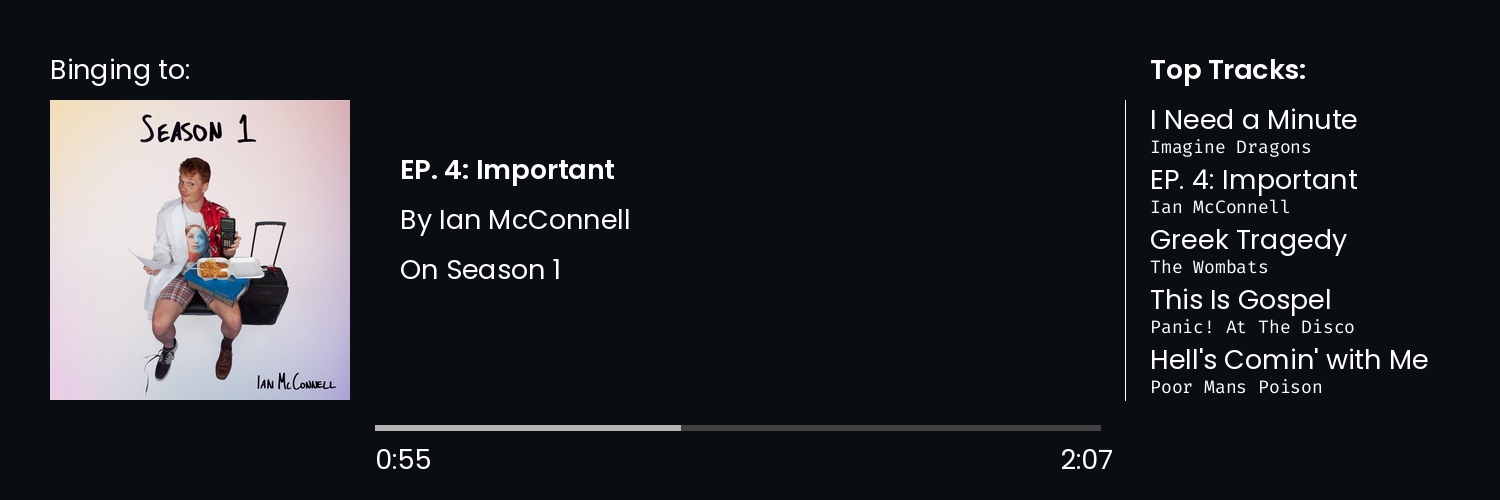 Binging to:
SEASON 1
IAN MCCONNELL
EP. 4: Important
By Ian McConnell
On Season 1
0:55
2:07
Top Tracks:
I Need a Minute
Imagine Dragons
EP. 4: Important
Ian McConnell
Greek Tragedy
The Wombats
This Is Gospel
Panic! At The Disco
Hell's Comin' with Me
Poor Mans Poison